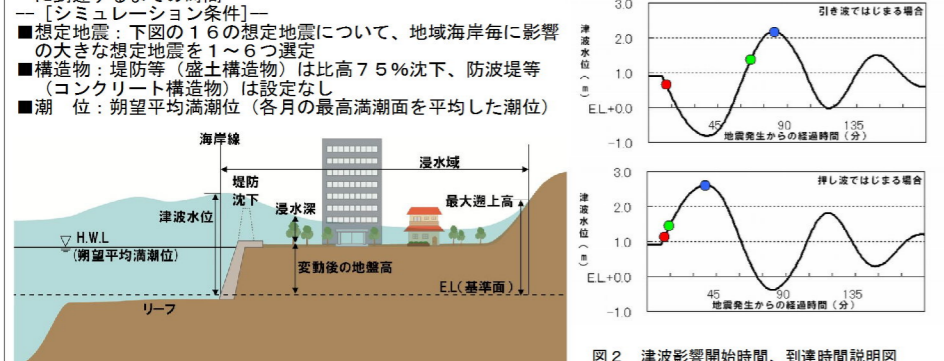 -- [シミュレーション条件]--
■想定地震：下図の１６の想定地震について、地域海岸毎に影響
の大きな想定地震を１～６つ選定
■構造物：堤防等（盛土構造物）は比高７５％沈下、防波堤等
（コンクリート構造物）は設定なし
■潮　位：朔望平均満潮位（各月の最高満潮面を平均した潮位）
海岸線
浸水域
堤防
沈下
津波水位
浸水深
最大遡上高
H.W.L
(朔望平均満潮位)
変動後の地盤高
E.L(基準面)
リーフ
3.0
引き波ではじまる場合
津波水位（m）
2.0
1.0
E.L+0.0
-1.0
45
90
135
地震発生からの経過時間（分）
3.0
押し波ではじまる場合
津波水位（m）
2.0
1.0
E.L+0.0
-1.0
45
90
135
地震発生からの経過時間（分）
図２　津波影響開始時間、到達時間説明図